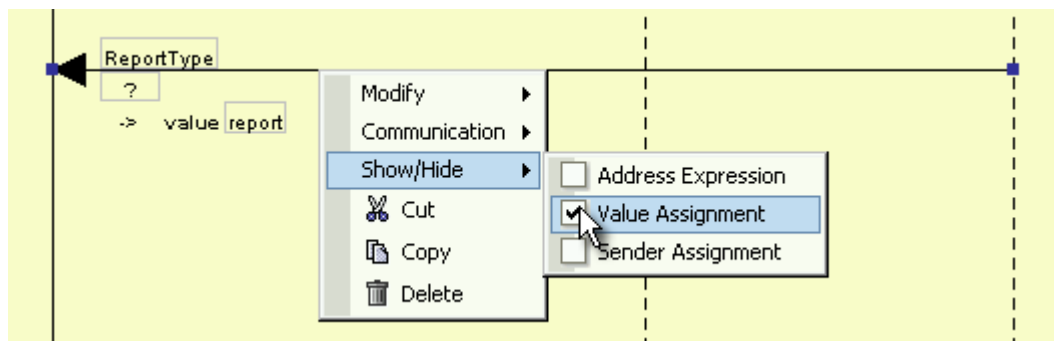 ReportType
?
-> value report
Modify
Communication
Show/Hide
Cut
Copy
Delete
Address Expression
Value Assignment
Sender Assignment